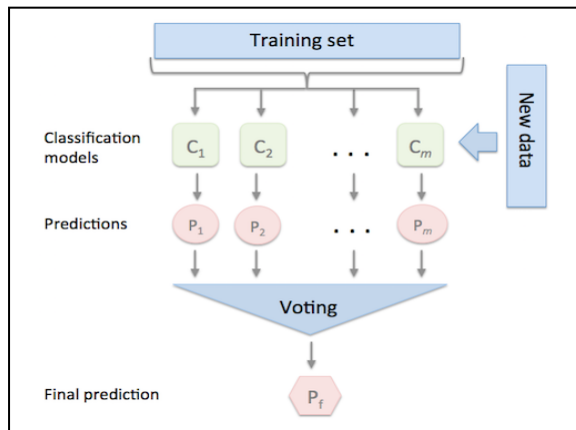 Training set
New data
Classification
models
C1 C2 . . . Cm
Predictions
P1 P2 . . . Pm
Voting
Final prediction
Pf